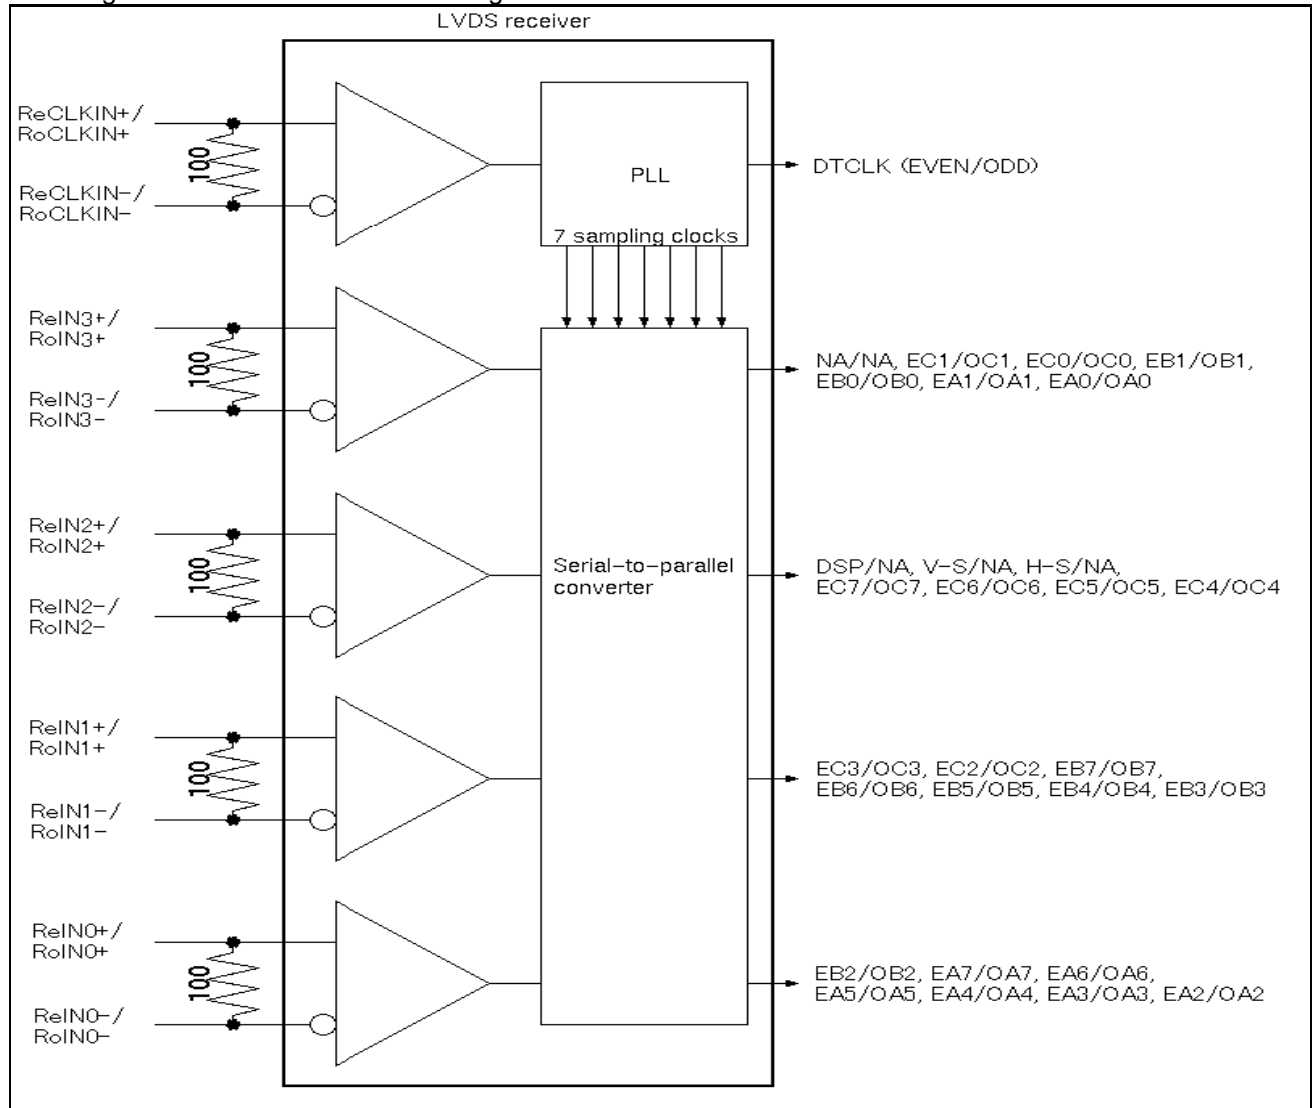 LVDS receiver
ReCLKIN+/
RoCLKIN+
100
ReCLKIN-/
RoCLKIN-
PLL
7 sampling clocks
DTCLK (EVEN/ODD)
ReIN3+/
RoIN3+
100
ReIN3-/
RoIN3-
NA/NA, EC1/OC1, EC0/OC0, EB1/OB1,
EB0/OB0, EA1/OA1, EA0/OA0
ReIN2+/
RoIN2+
100
ReIN2-/
RoIN2-
Serial-to-parallel
converter
DSP/NA, V-S/NA, H-S/NA,
EC7/OC7, EC6/OC6, EC5/OC5, EC4/OC4
ReIN1+/
RoIN1+
100
ReIN1-/
RoIN1-
EC3/OC3, EC2/OC2, EB7/OB7,
EB6/OB6, EB5/OB5, EB4/OB4, EB3/OB3
ReIN0+/
RoIN0+
100
ReIN0-/
RoIN0-
EB2/OB2, EA7/OA7, EA6/OA6,
EA5/OA5, EA4/OA4, EA3/OA3, EA2/OA2